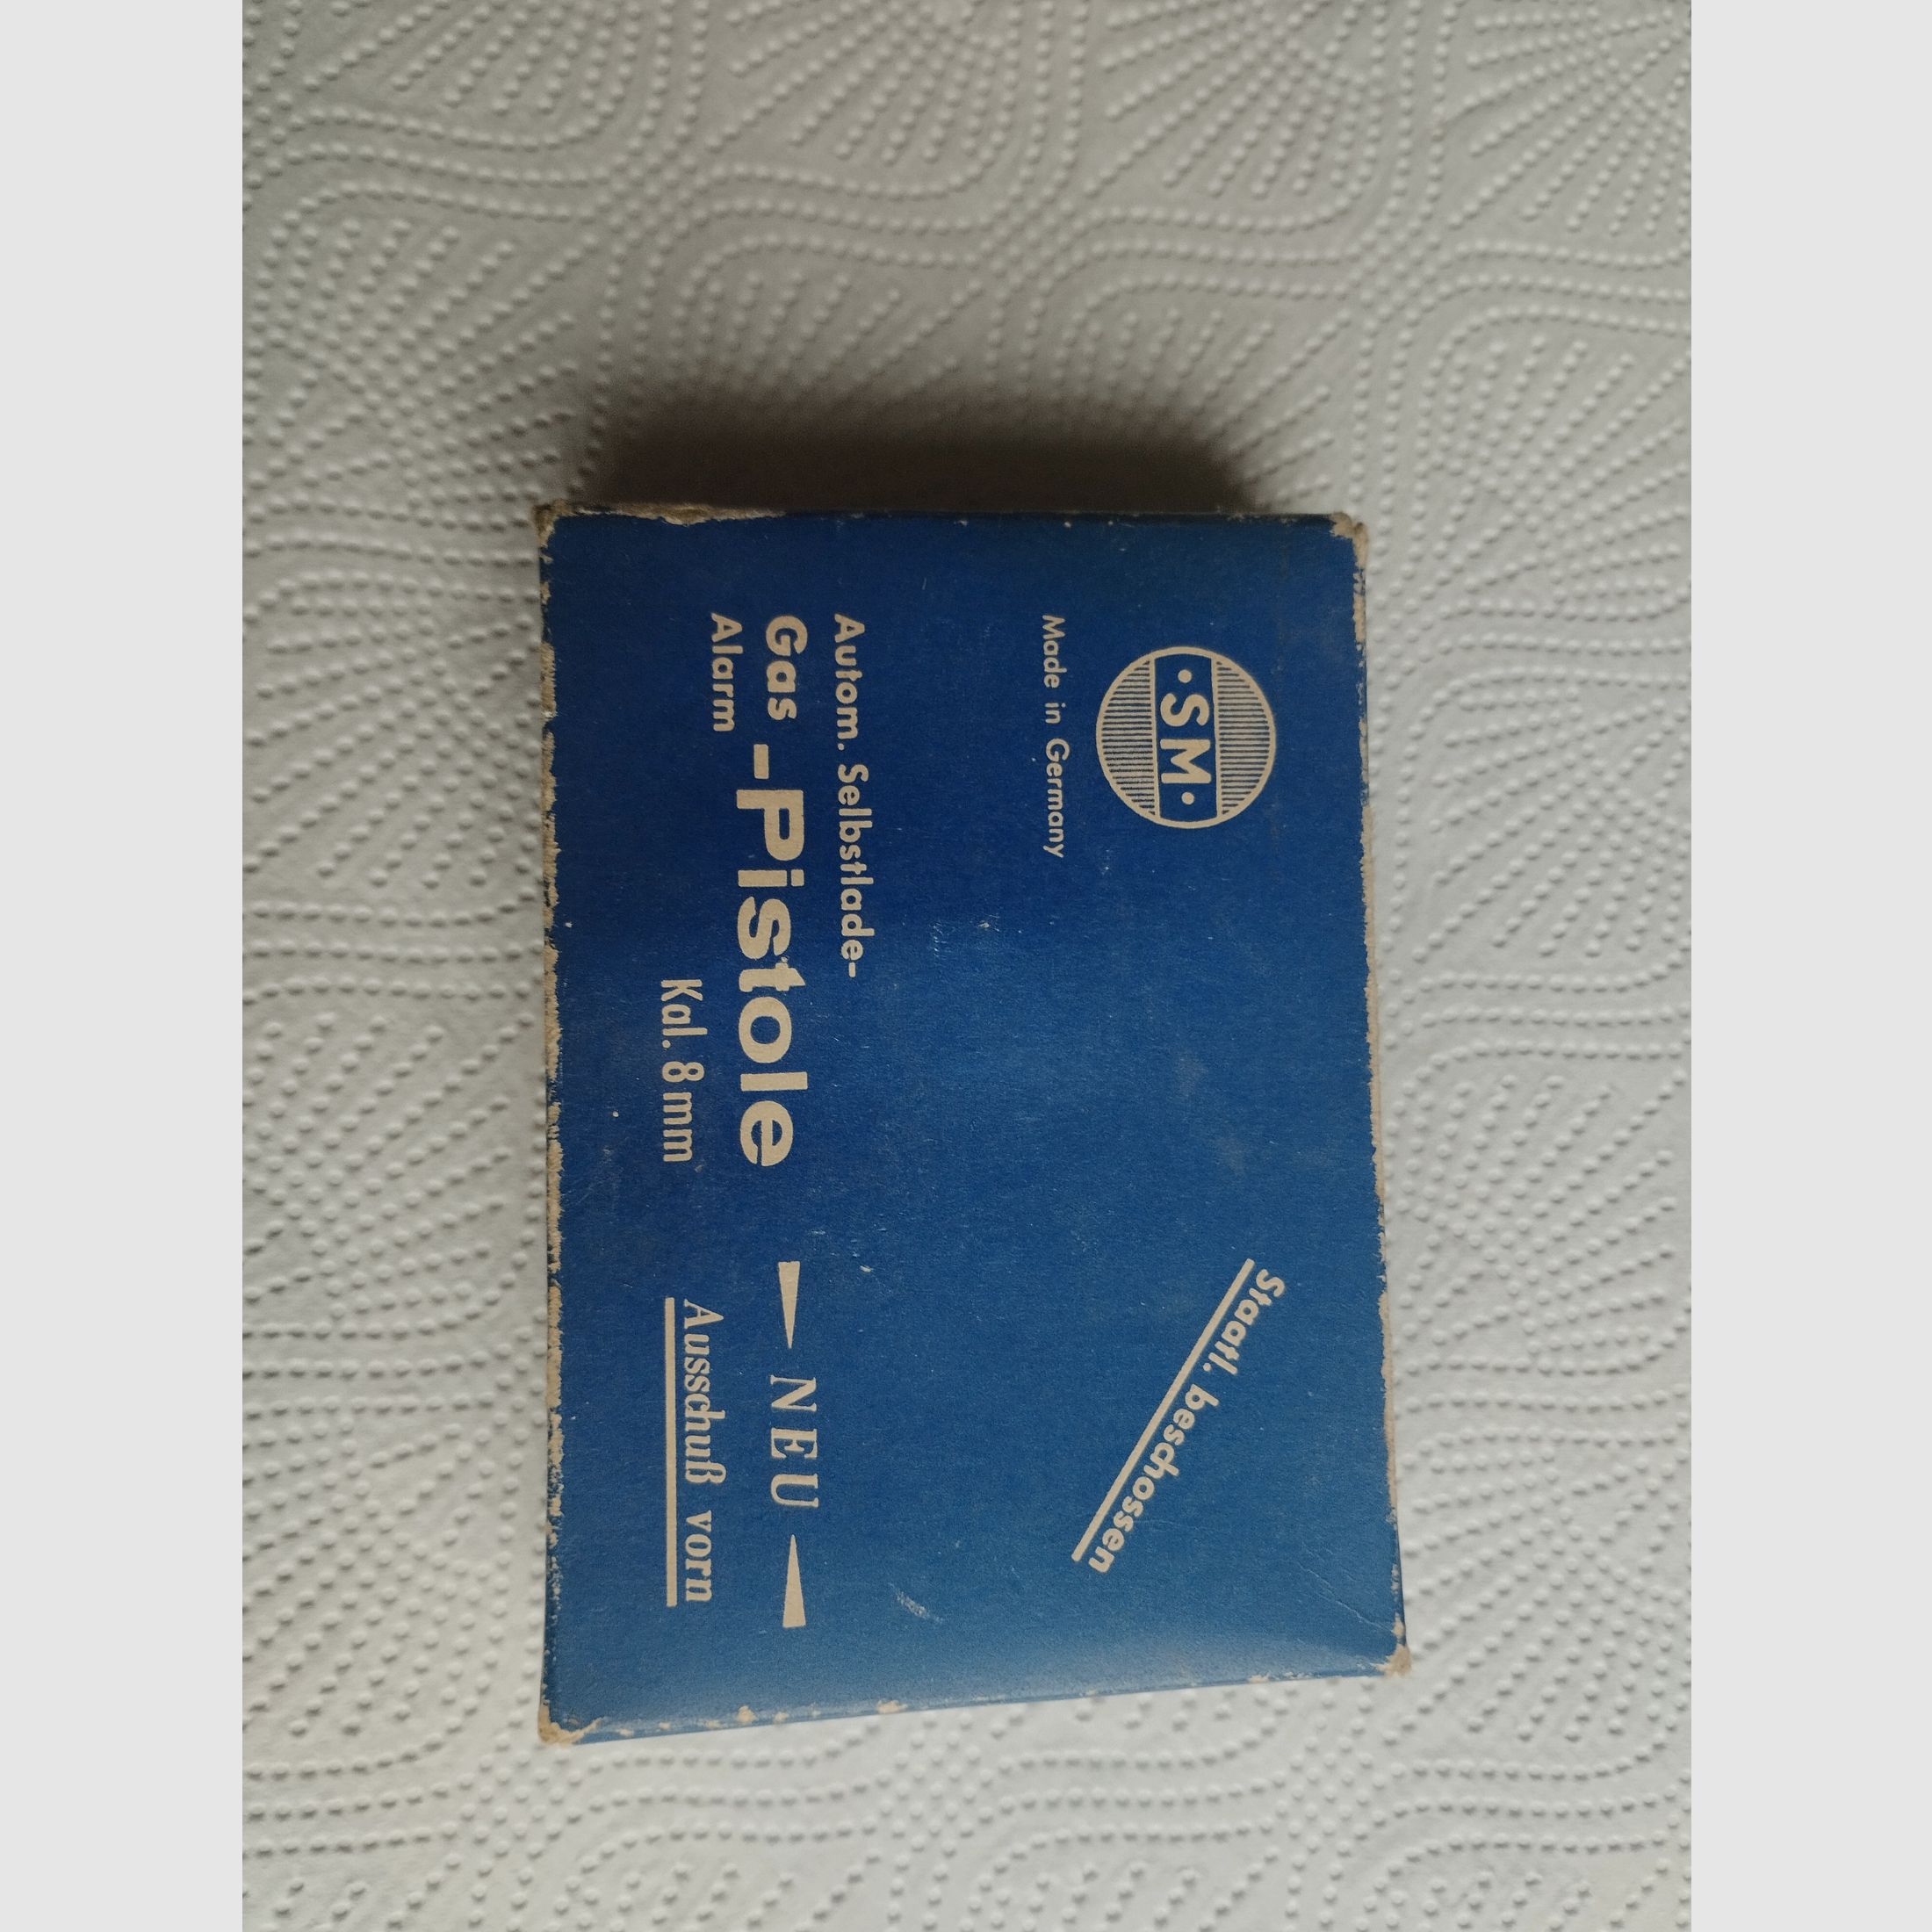 ·SM·
Made in Germany
Staatl. beschossen
Autom. Selbstlade-
Gas
Alarm
-Pistole
Kal. 8 mm
NEU
Ausschuß vorn